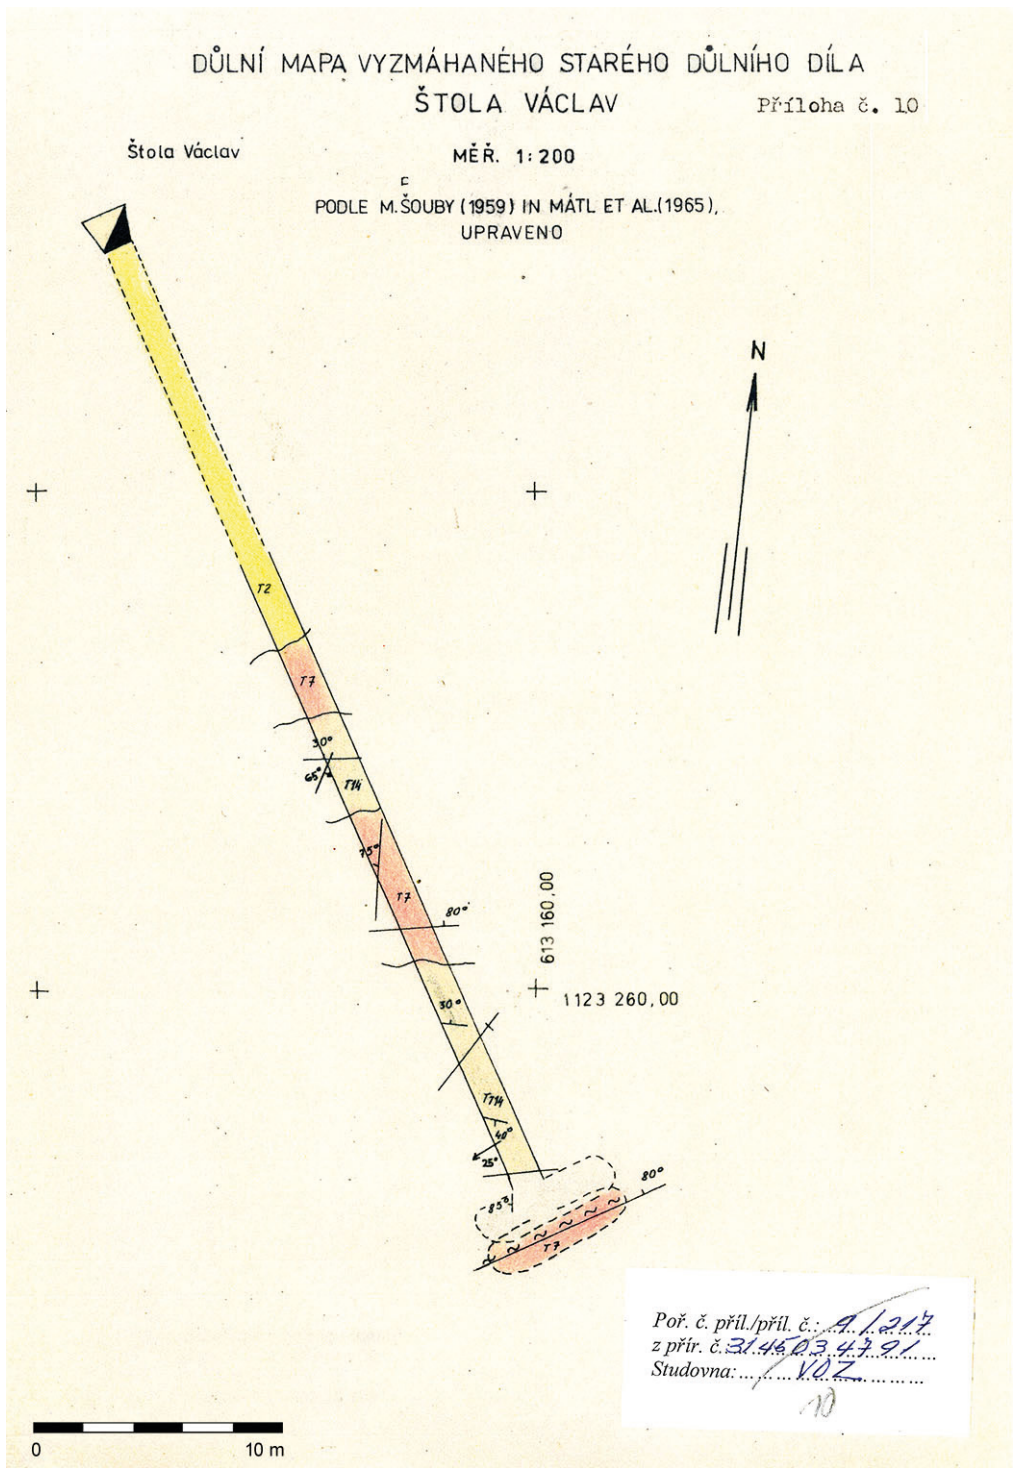 DŮLNÍ MAPA VYZMÁHANÉHO STARÉHO DŮLNÍHO DÍLA
ŠTOLA VÁCLAV
Příloha č. 10
Štola Václav
MĚŘ. 1:200
PODLE M.ŠOUBY (1959) IN MÁTL ET AL.(1965),
UPRAVENO
N
T2
T7
30°
65°
T14
75°
T7
80°
613 160,00
1123 260,00
30°
TT14
40°
25°
85°
80°
T7
Poř. č. příl./příl. č.: 9/217
z přír. č. 3145034791
Studovna: VOZ
10
0 10 m